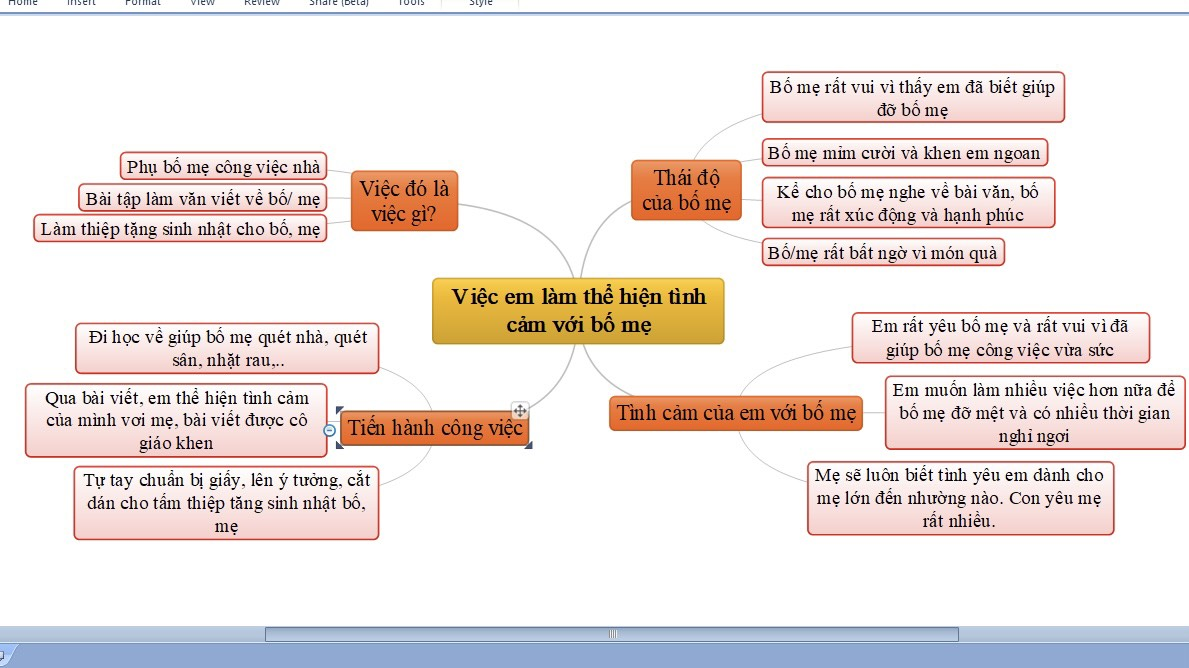 Home Insert Format View Review Share (Beta) Tools Style
Việc em làm thể hiện tình
cảm với bố mẹ
Việc đó là
việc gì?
Phụ bố mẹ công việc nhà
Bài tập làm văn viết về bố/ mẹ
Làm thiệp tặng sinh nhật cho bố, mẹ
Thái độ
của bố mẹ
Bố mẹ rất vui vì thấy em đã biết giúp
đỡ bố mẹ
Bố mẹ mỉm cười và khen em ngoan
Kể cho bố mẹ nghe về bài văn, bố
mẹ rất xúc động và hạnh phúc
Bố/mẹ rất bất ngờ vì món quà
Tiến hành công việc
Đi học về giúp bố mẹ quét nhà, quét
sân, nhặt rau,..
Qua bài viết, em thể hiện tình cảm
của mình vơi mẹ, bài viết được cô
giáo khen
Tự tay chuẩn bị giấy, lên ý tưởng, cắt
dán cho tấm thiệp tăng sinh nhật bố,
mẹ
Tình cảm của em với bố mẹ
Em rất yêu bố mẹ và rất vui vì đã
giúp bố mẹ công việc vừa sức
Em muốn làm nhiều việc hơn nữa để
bố mẹ đỡ mệt và có nhiều thời gian
nghỉ ngơi
Mẹ sẽ luôn biết tình yêu em dành cho
mẹ lớn đến nhường nào. Con yêu mẹ
rất nhiều.